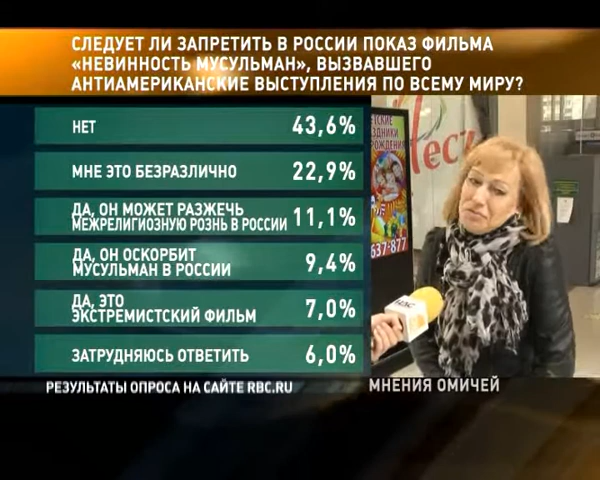 СЛЕДУЕТ ЛИ ЗАПРЕТИТЬ В РОССИИ ПОКАЗ ФИЛЬМА
«НЕВИННОСТЬ МУСУЛЬМАН», ВЫЗВАВШЕГО
АНТИАМЕРИКАНСКИЕ ВЫСТУПЛЕНИЯ ПО ВСЕМУ МИРУ?
НЕТ 43,6%
МНЕ ЭТО БЕЗРАЗЛИЧНО 22,9%
ДА, ОН МОЖЕТ РАЗЖЕЧЬ
МЕЖРЕЛИГИОЗНУЮ РОЗНЬ В РОССИИ 11,1%
ДА, ОН ОСКОРБИТ
МУСУЛЬМАН В РОССИИ 9,4%
ДА, ЭТО
ЭКСТРЕМИСТСКИЙ ФИЛЬМ 7,0%
ЗАТРУДНЯЮСЬ ОТВЕТИТЬ 6,0%
РЕЗУЛЬТАТЫ ОПРОСА НА САЙТЕ RBC.RU
МНЕНИЯ ОМИЧЕЙ
637-877